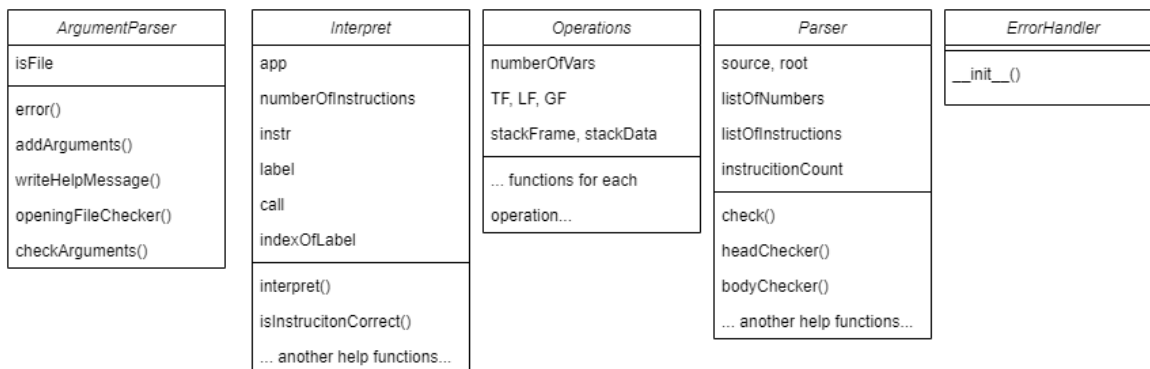 ArgumentParser
isFile
error()
addArguments()
writeHelpMessage()
openingFileChecker()
checkArguments()
Interpret
app
numberOfInstructions
instr
label
call
indexOfLabel
interpret()
isInstrucitonCorrect()
... another help functions...
Operations
numberOfVars
TF, LF, GF
stackFrame, stackData
... functions for each
operation...
Parser
source, root
listOfNumbers
listOfInstructions
instrucitionCount
check()
headChecker()
bodyChecker()
... another help functions...
ErrorHandler
__init__()